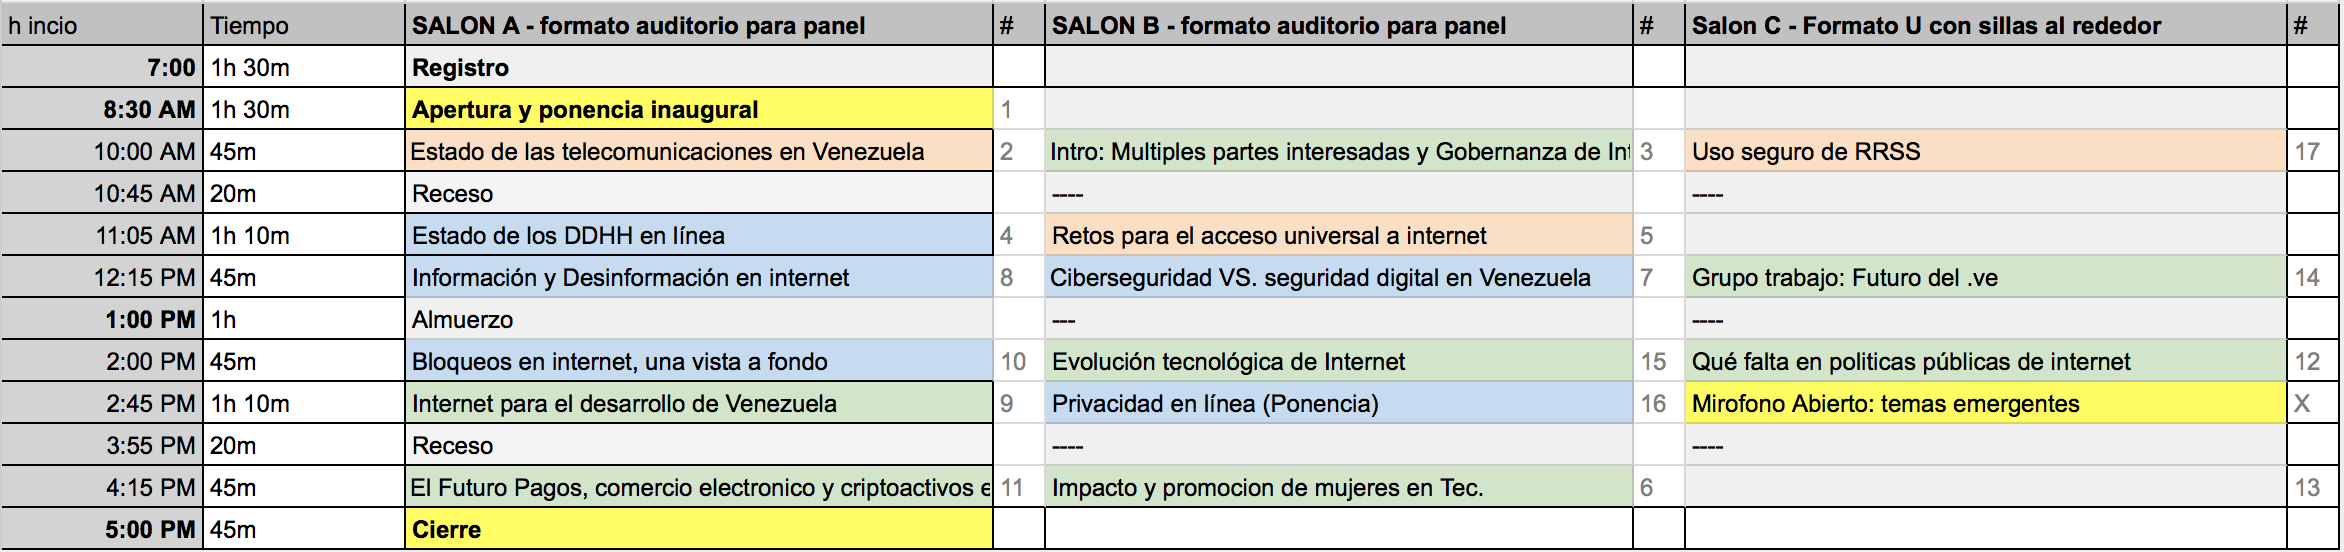 h incio Tiempo SALON A - formato auditorio para panel # SALON B - formato auditorio para panel # Salon C - Formato U con sillas al rededor #
7:00 1h 30m Registro
8:30 AM 1h 30m Apertura y ponencia inaugural 1
10:00 AM 45m Estado de las telecomunicaciones en Venezuela 2 Intro: Multiples partes interesadas y Gobernanza de Int 3 Uso seguro de RRSS 17
10:45 AM 20m Receso ---- ----
11:05 AM 1h 10m Estado de los DDHH en línea 4 Retos para el acceso universal a internet 5
12:15 PM 45m Información y Desinformación en internet 8 Ciberseguridad VS. seguridad digital en Venezuela 7 Grupo trabajo: Futuro del .ve 14
1:00 PM 1h Almuerzo --- ----
2:00 PM 45m Bloqueos en internet, una vista a fondo 10 Evolución tecnológica de Internet 15 Qué falta en politicas públicas de internet 12
2:45 PM 1h 10m Internet para el desarrollo de Venezuela 9 Privacidad en línea (Ponencia) 16 Mirofono Abierto: temas emergentes X
3:55 PM 20m Receso ---- ----
4:15 PM 45m El Futuro Pagos, comercio electronico y criptoactivos e 11 Impacto y promocion de mujeres en Tec. 6 13
5:00 PM 45m Cierre